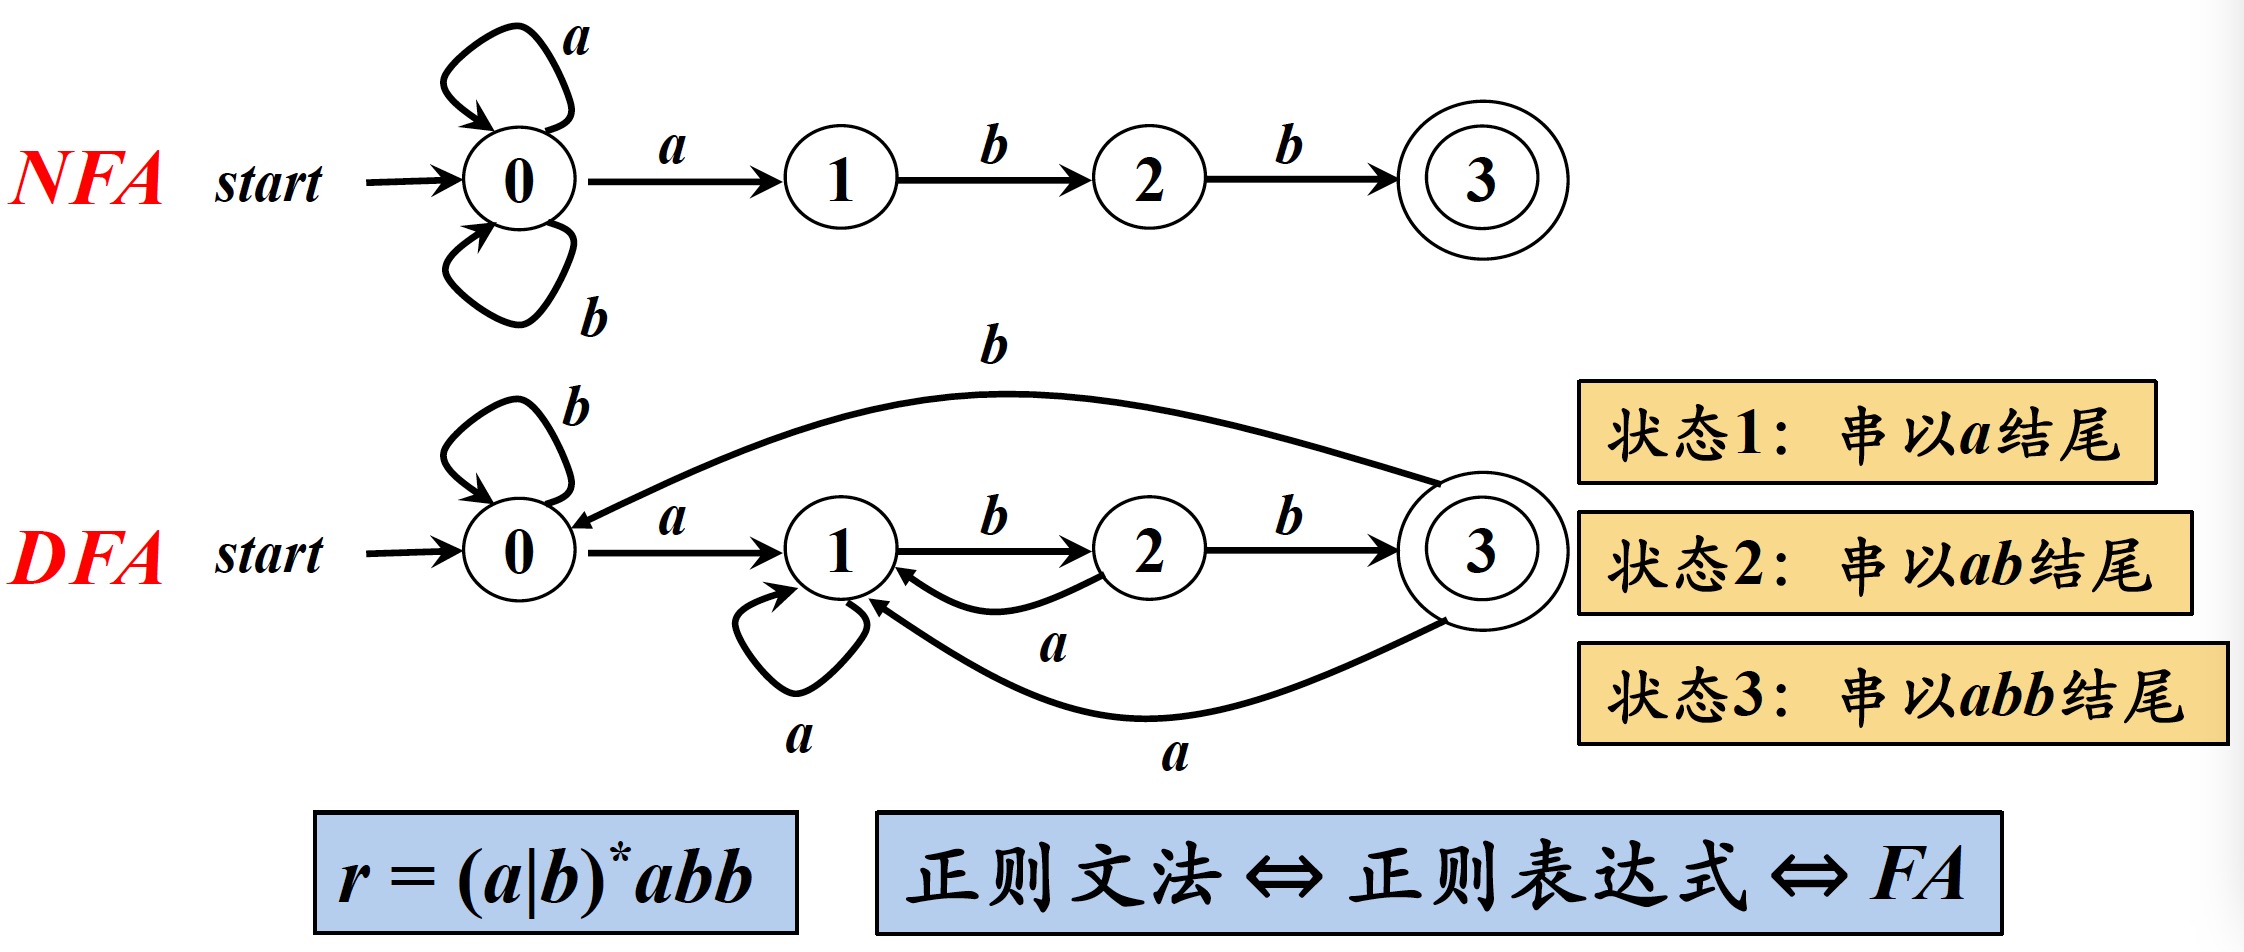 a
NFA start 0 a 1 b 2 b 3
b
b
b
DFA start 0 a 1 b 2 b 3
a
a
a
状态1： 串以a结尾
状态2： 串以ab结尾
状态3： 串以abb结尾
r = (a|b)*abb
正则文法 ⇔ 正则表达式 ⇔ FA